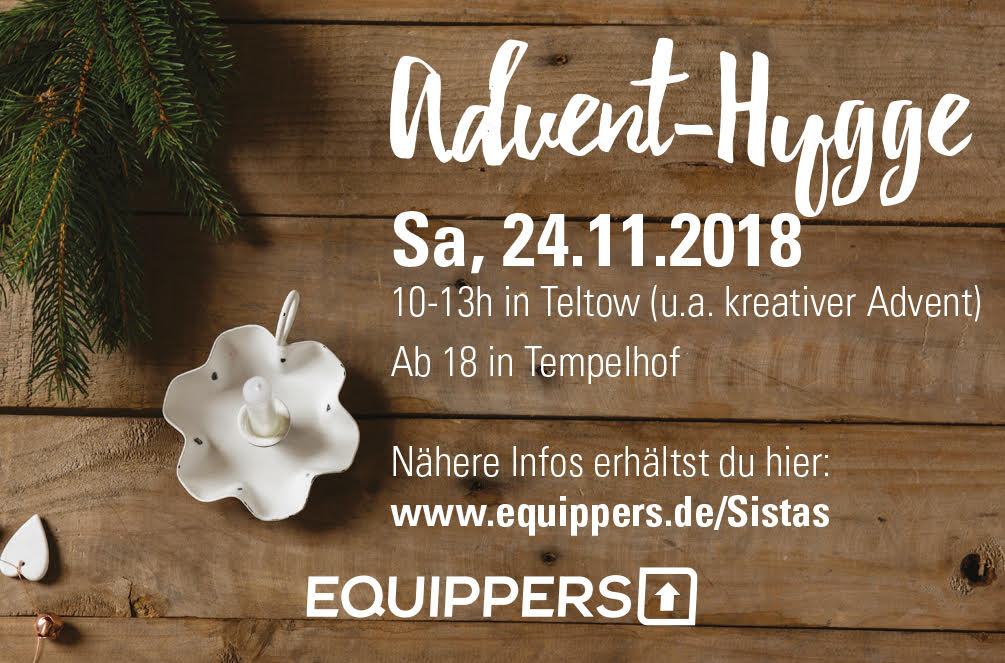 Advent-Hygge
Sa, 24.11.2018
10-13h in Teltow (u.a. kreativer Advent)
Ab 18 in Tempelhof
Nähere Infos erhältst du hier:
www.equippers.de/Sistas
EQUIPPERS